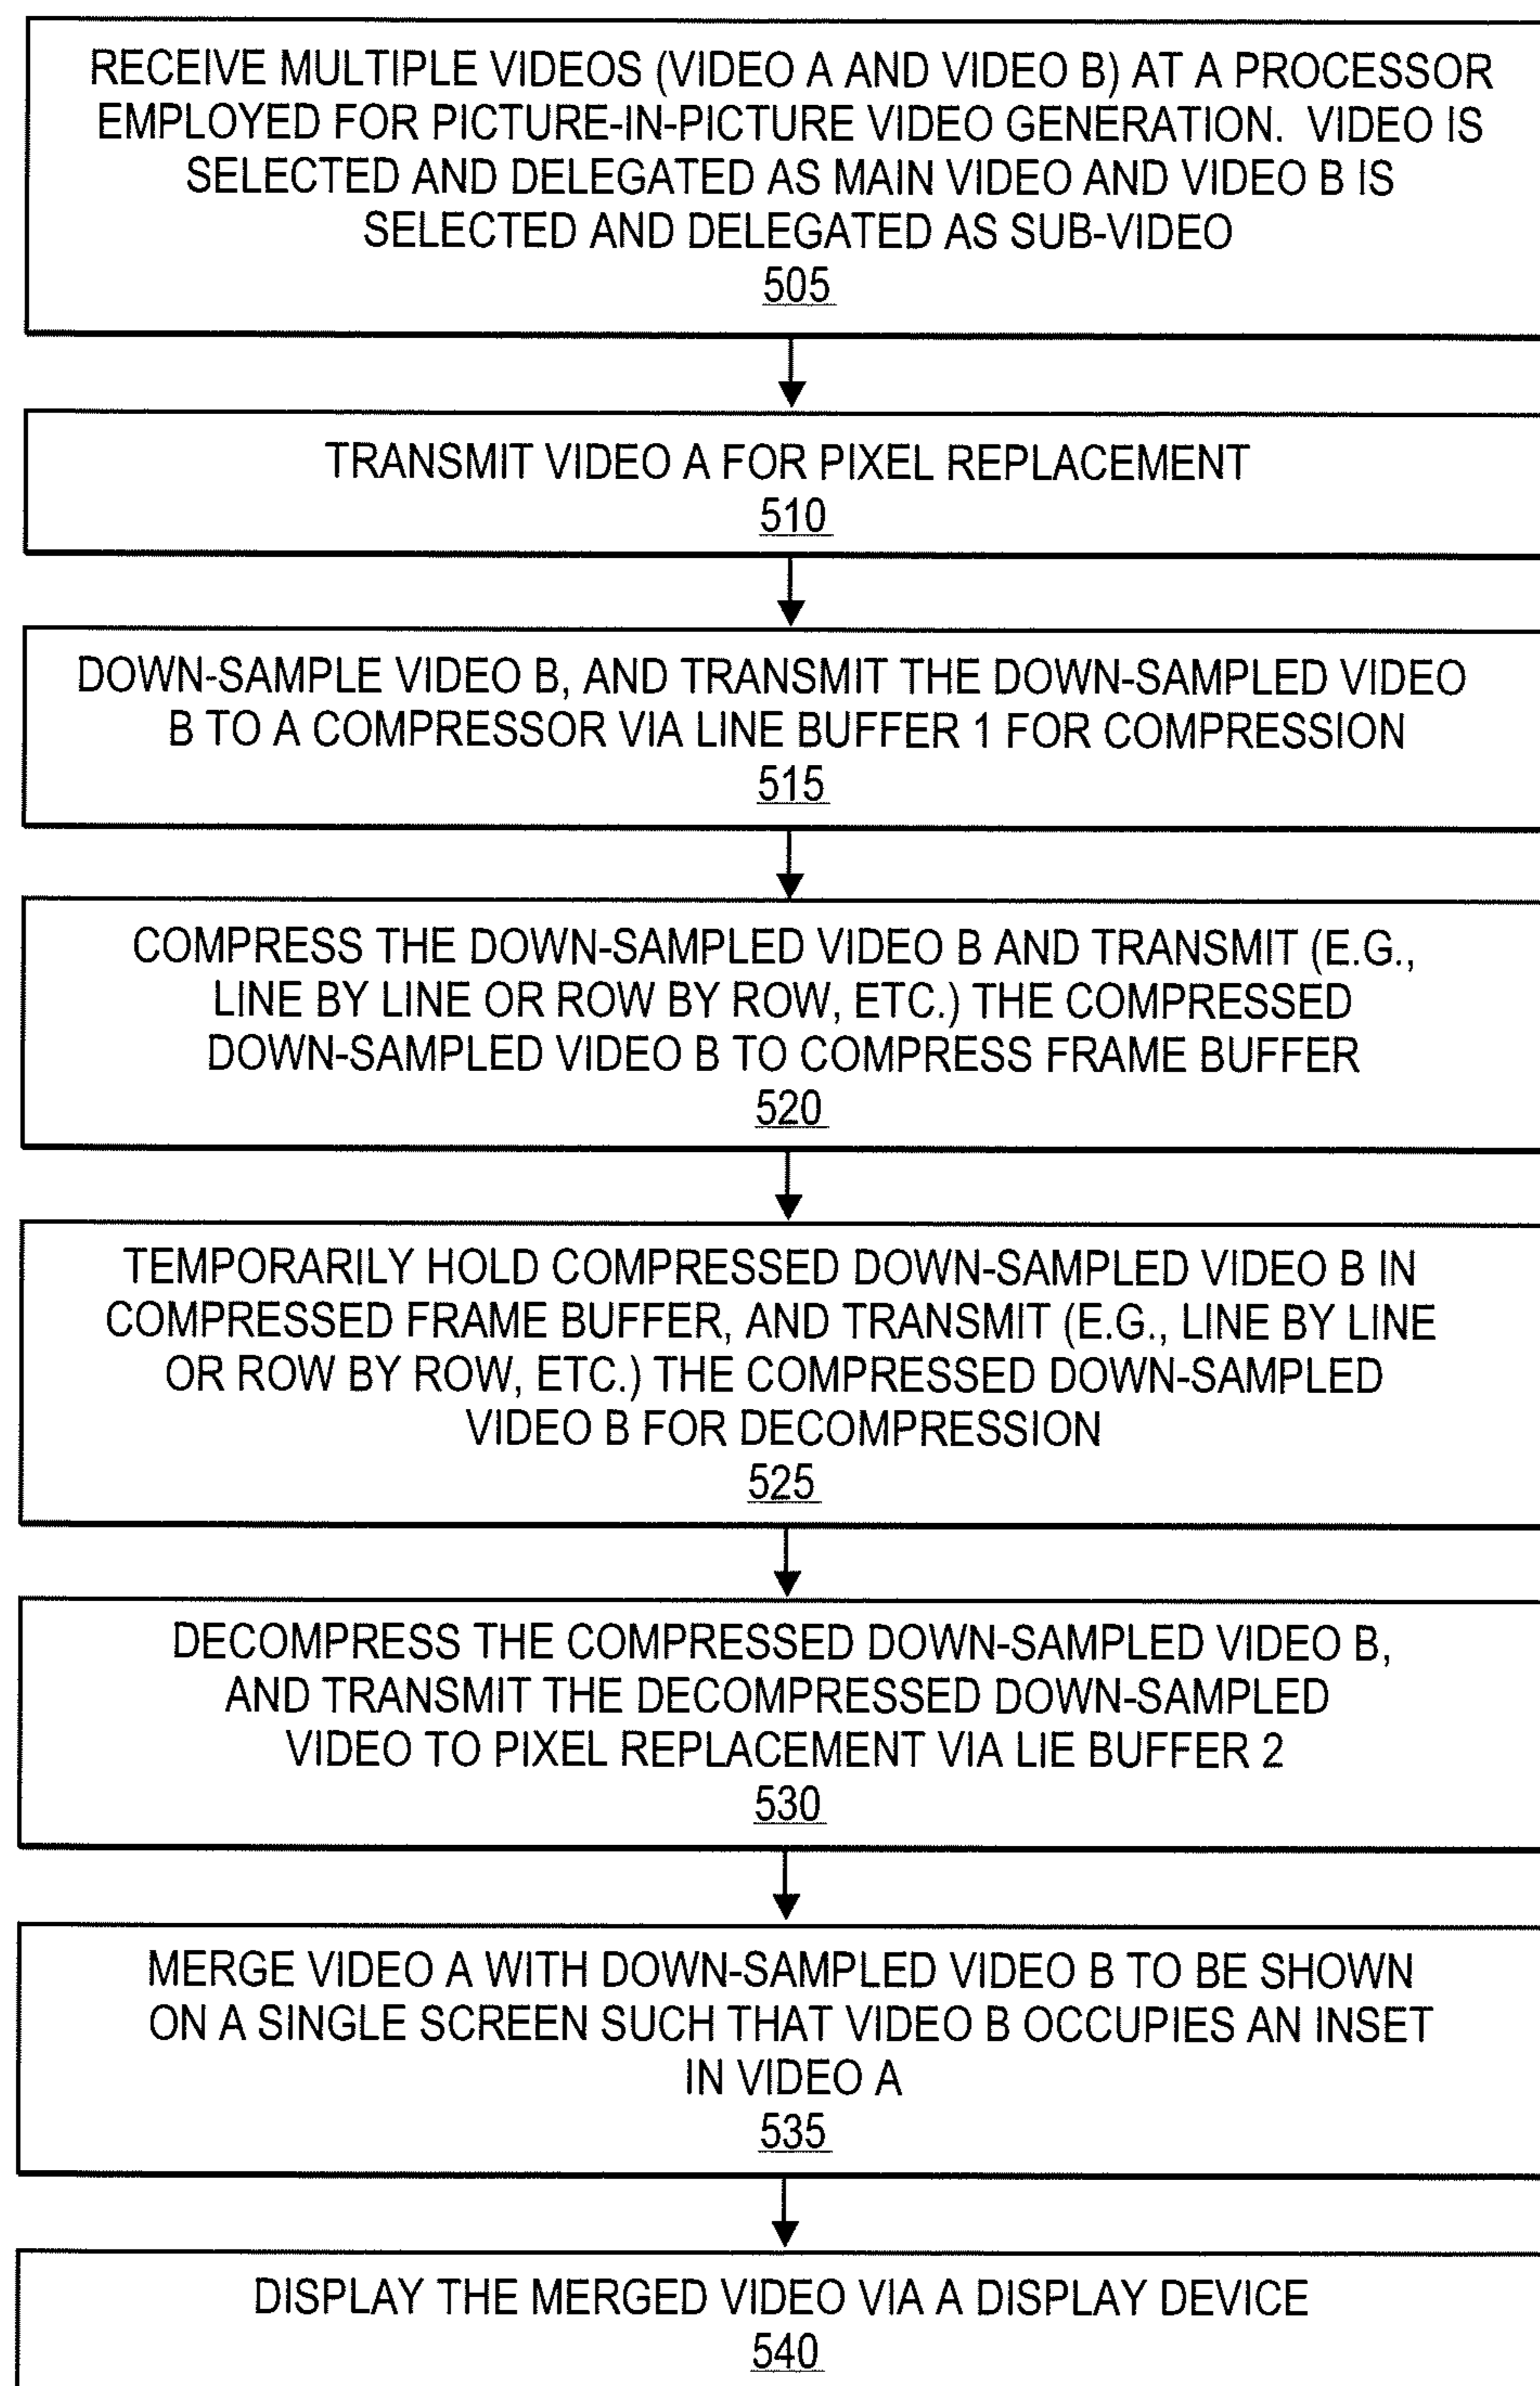 RECEIVE MULTIPLE VIDEOS (VIDEO A AND VIDEO B) AT A PROCESSOR
EMPLOYED FOR PICTURE-IN-PICTURE VIDEO GENERATION. VIDEO IS
SELECTED AND DELEGATED AS MAIN VIDEO AND VIDEO B IS
SELECTED AND DELEGATED AS SUB-VIDEO
505
TRANSMIT VIDEO A FOR PIXEL REPLACEMENT
510
DOWN-SAMPLE VIDEO B, AND TRANSMIT THE DOWN-SAMPLED VIDEO
B TO A COMPRESSOR VIA LINE BUFFER 1 FOR COMPRESSION
515
COMPRESS THE DOWN-SAMPLED VIDEO B AND TRANSMIT (E.G.,
LINE BY LINE OR ROW BY ROW, ETC.) THE COMPRESSED
DOWN-SAMPLED VIDEO B TO COMPRESS FRAME BUFFER
520
TEMPORARILY HOLD COMPRESSED DOWN-SAMPLED VIDEO B IN
COMPRESSED FRAME BUFFER, AND TRANSMIT (E.G., LINE BY LINE
OR ROW BY ROW, ETC.) THE COMPRESSED DOWN-SAMPLED
VIDEO B FOR DECOMPRESSION
525
DECOMPRESS THE COMPRESSED DOWN-SAMPLED VIDEO B,
AND TRANSMIT THE DECOMPRESSED DOWN-SAMPLED
VIDEO TO PIXEL REPLACEMENT VIA LIE BUFFER 2
530
MERGE VIDEO A WITH DOWN-SAMPLED VIDEO B TO BE SHOWN
ON A SINGLE SCREEN SUCH THAT VIDEO B OCCUPIES AN INSET
IN VIDEO A
535
DISPLAY THE MERGED VIDEO VIA A DISPLAY DEVICE
540